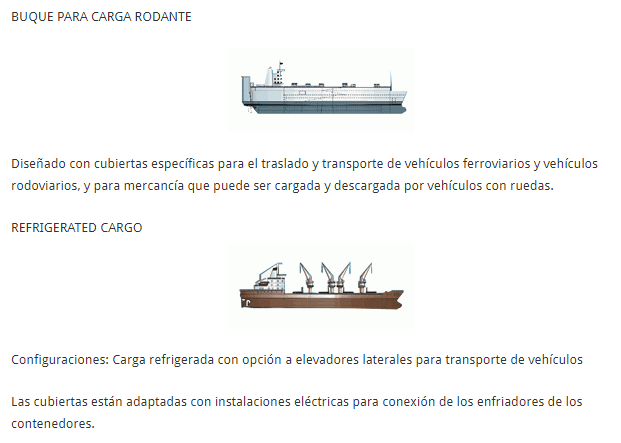 BUQUE PARA CARGA RODANTE
Diseñado con cubiertas específicas para el traslado y transporte de vehículos ferroviarios y vehículos
rodoviarios, y para mercancía que puede ser cargada y descargada por vehículos con ruedas.
REFRIGERATED CARGO
Configuraciones: Carga refrigerada con opción a elevadores laterales para transporte de vehículos
Las cubiertas están adaptadas con instalaciones eléctricas para conexión de los enfriadores de los
contenedores.